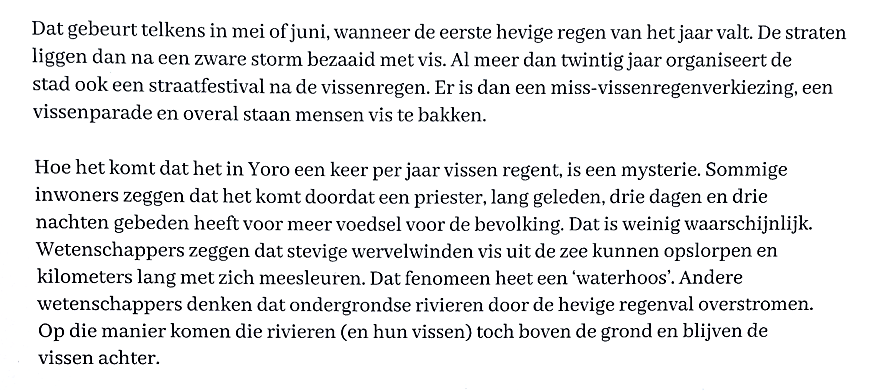 Dat gebeurt telkens in mei of juni, wanneer de eerste hevige regen van het jaar valt. De straten
liggen dan na een zware storm bezaaid met vis. Al meer dan twintig jaar organiseert de
stad ook een straatfestival na de vissenregen. Er is dan een miss-vissenregenverkiezing, een
vissenparade en overal staan mensen vis te bakken.
Hoe het komt dat het in Yoro een keer per jaar vissen regent, is een mysterie. Sommige
inwoners zeggen dat het komt doordat een priester, lang geleden, drie dagen en drie
nachten gebeden heeft voor meer voedsel voor de bevolking. Dat is weinig waarschijnlijk.
Wetenschappers zeggen dat stevige wervelwinden vis uit de zee kunnen opslorpen en
kilometers lang met zich meesleuren. Dat fenomeen heet een ‘waterhoos’. Andere
wetenschappers denken dat ondergrondse rivieren door de hevige regenval overstromen.
Op die manier komen die rivieren (en hun vissen) toch boven de grond en blijven de
vissen achter.